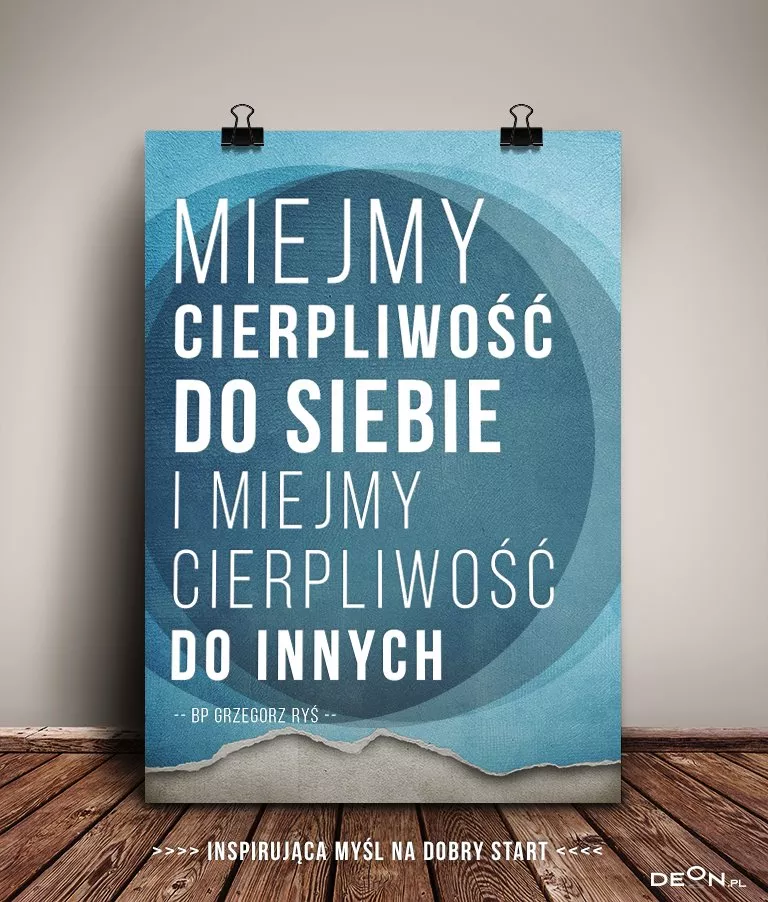 MIEJMY
CIERPLIWOŚĆ
DO SIEBIE
I MIEJMY
CIERPLIWOŚĆ
DO INNYCH
-- BP GRZEGORZ RYŚ --
>>>> INSPIRUJĄCA MYŚL NA DOBRY START <<<<
DEON.PL